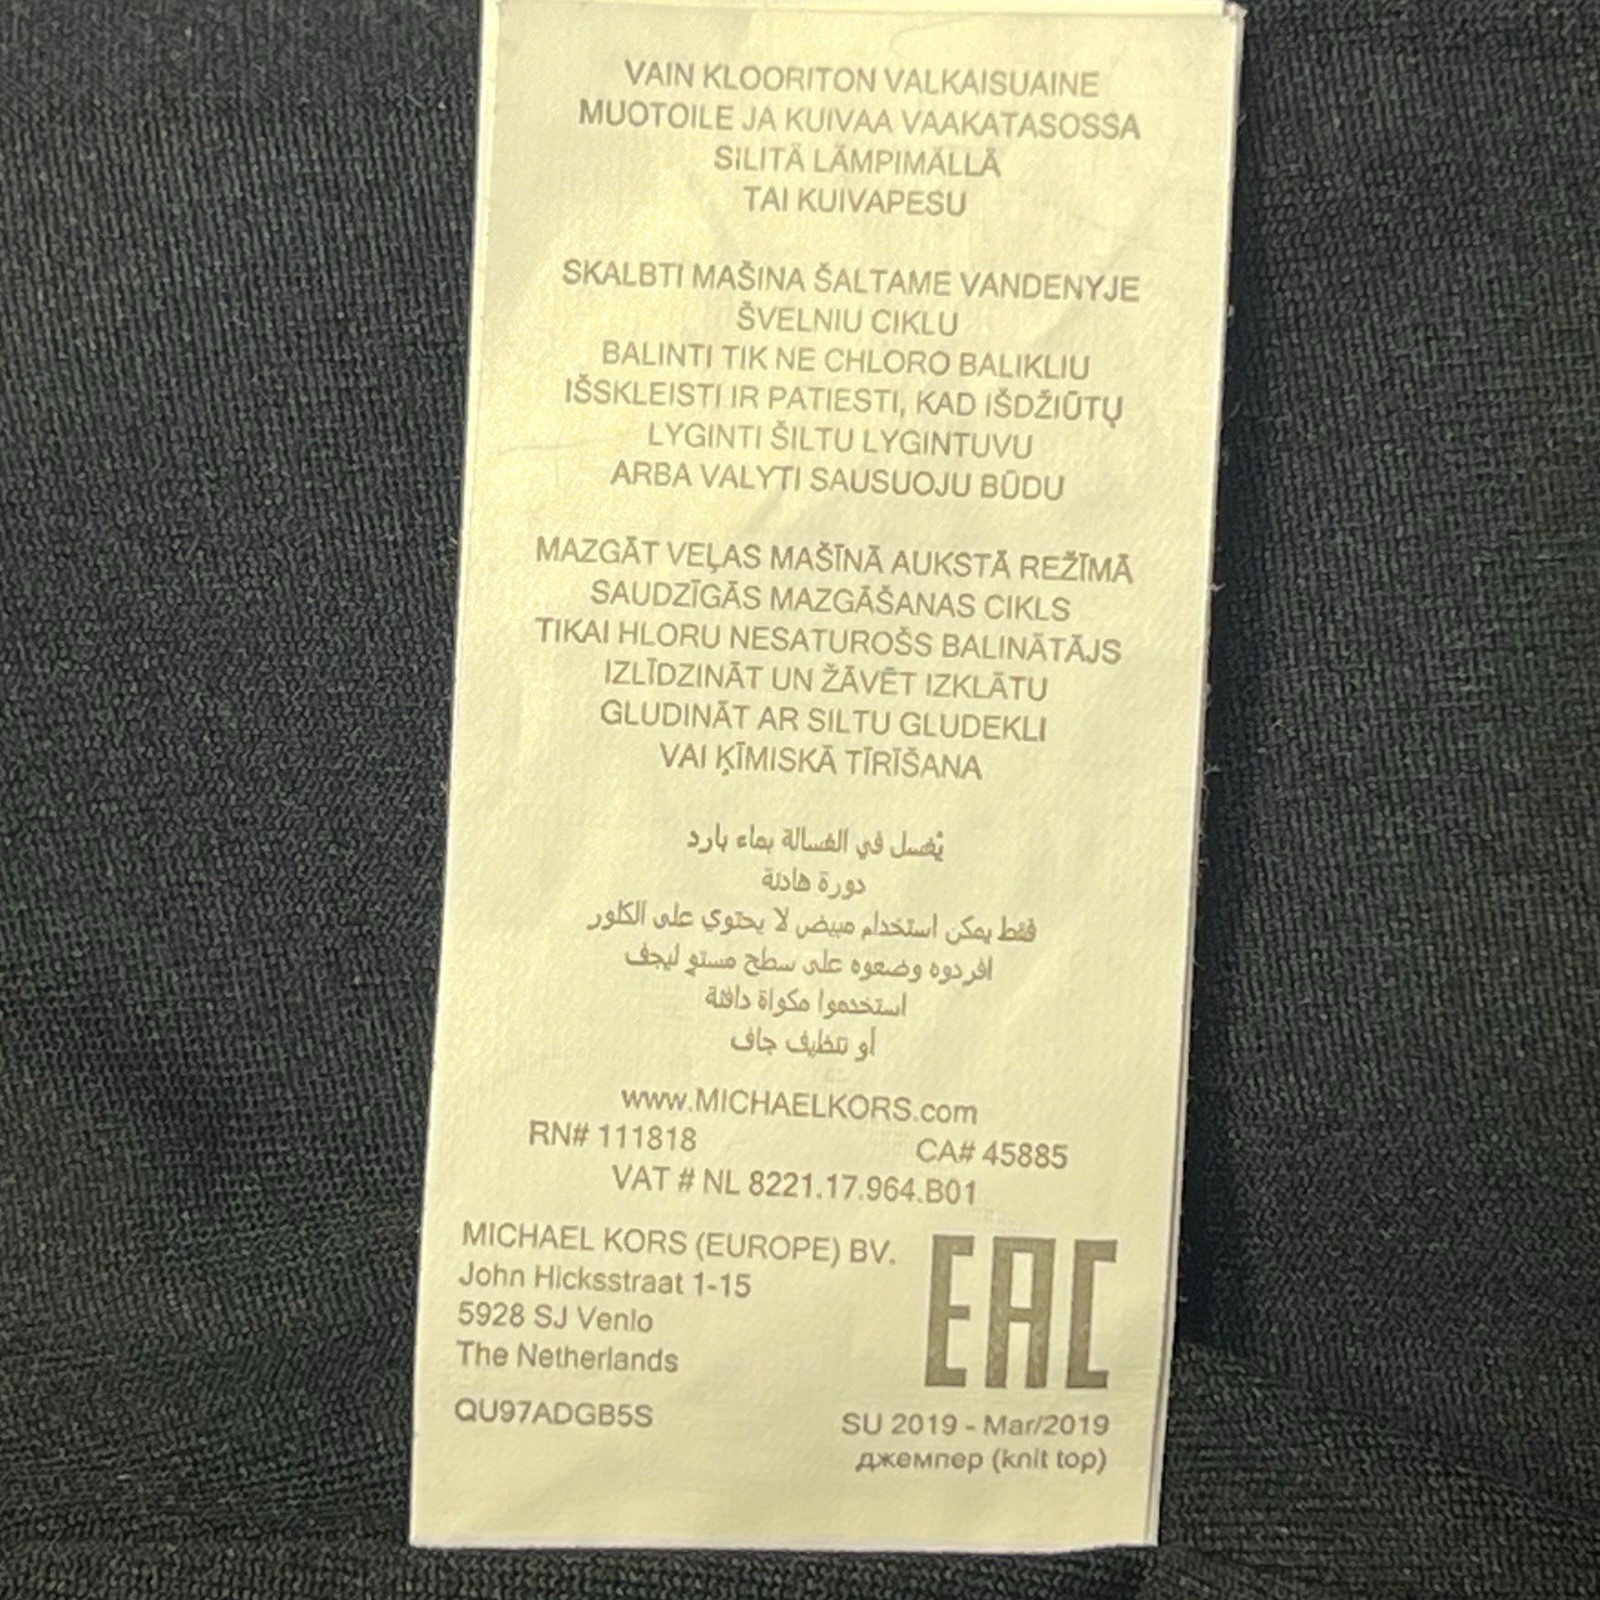 VAIN KLOORITON VALKAISUAINE
MUOTOILE JA KUIVAA VAAKATASOSSA
SILITÄ LÄMPIMÄLLÄ
TAI KUIVAPESU
SKALBTI MAŠINA ŠALTAME VANDENYJE
ŠVELNIU CIKLU
BALINTI TIK NE CHLORO BALIKLIU
IŠSKLEISTI IR PATIESTI, KAD IŠDŽIŪTŲ
LYGINTI ŠILTU LYGINTUVU
ARBA VALYTI SAUSUOJU BŪDU
MAZGĀT VEĻAS MAŠĪNĀ AUKSTĀ REŽĪMĀ
SAUDZĪGĀS MAZGĀŠANAS CIKLS
TIKAI HLORU NESATUROŠS BALINĀTĀJS
IZLĪDZINĀT UN ŽĀVĒT IZKLĀTU
GLUDINĀT AR SILTU GLUDEKLI
VAI ĶĪMISKĀ TĪRĪŠANA
يُغسل في الغسالة بماء بارد
دورة هادئة
فقط يمكن استخدام مبيض لا يحتوي على الكلور
افردوه وضعوه على سطح مستوٍ ليجف
استخدموا مكواة دافئة
أو تنظيف جاف
www.MICHAELKORS.com
RN# 111818 CA# 45885
VAT # NL 8221.17.964.B01
MICHAEL KORS (EUROPE) BV.
John Hicksstraat 1-15
5928 SJ Venlo
The Netherlands
EAC
QU97ADGB5S
SU 2019 - Mar/2019
джемпер (knit top)